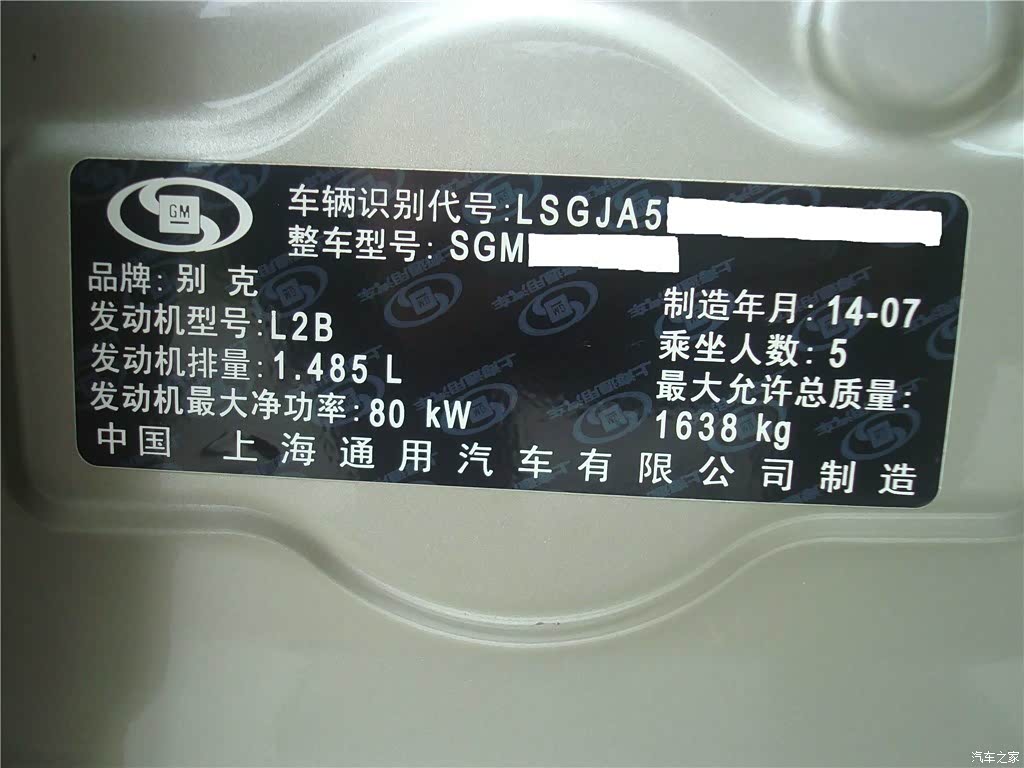 GM
车辆识别代号:LSGJA5
整车型号: SGM
品牌: 别 克
发动机型号:L2B
发动机排量:1.485 L
发动机最大净功率:80 kW
制造年月: 14-07
乘坐人数: 5
最大允许总质量:
1638 kg
中国 上海通用汽车有限公司制造
汽车之家